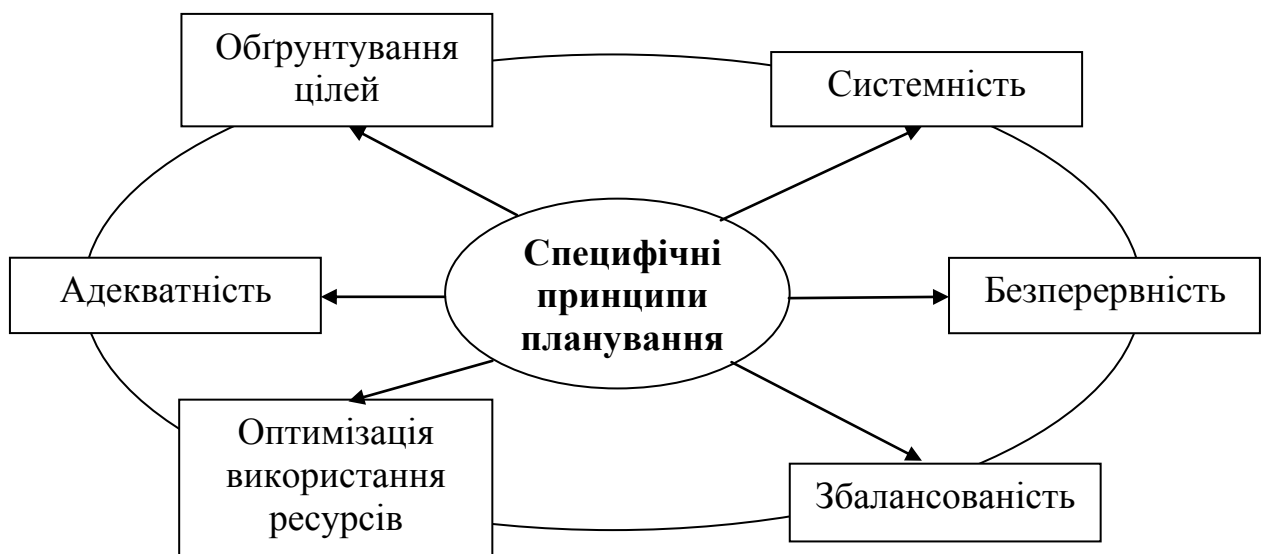 Обґрунтування
цілей
Системність
Специфічні
принципи
планування
Адекватність
Безперервність
Оптимізація
використання
ресурсів
Збалансованість